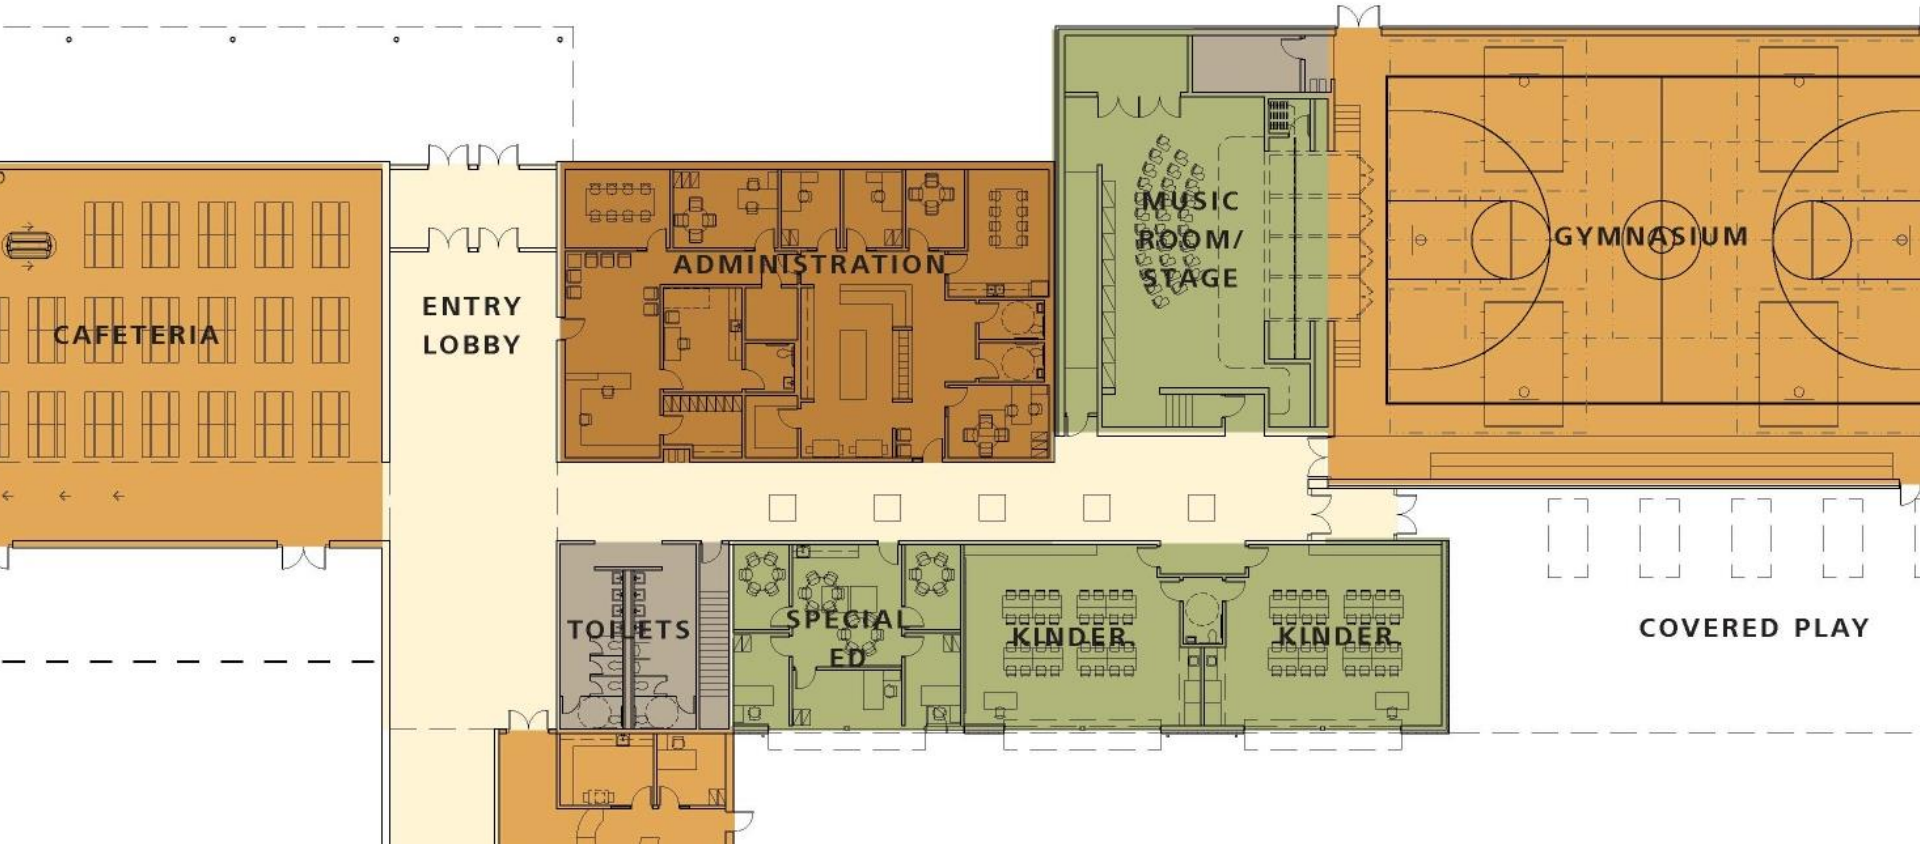 CAFETERIA
ENTRY
LOBBY
ADMINISTRATION
MUSIC
ROOM/
STAGE
GYMNASIUM
TOILETS
SPECIAL
ED
KINDER.
KINDER.
COVERED PLAY